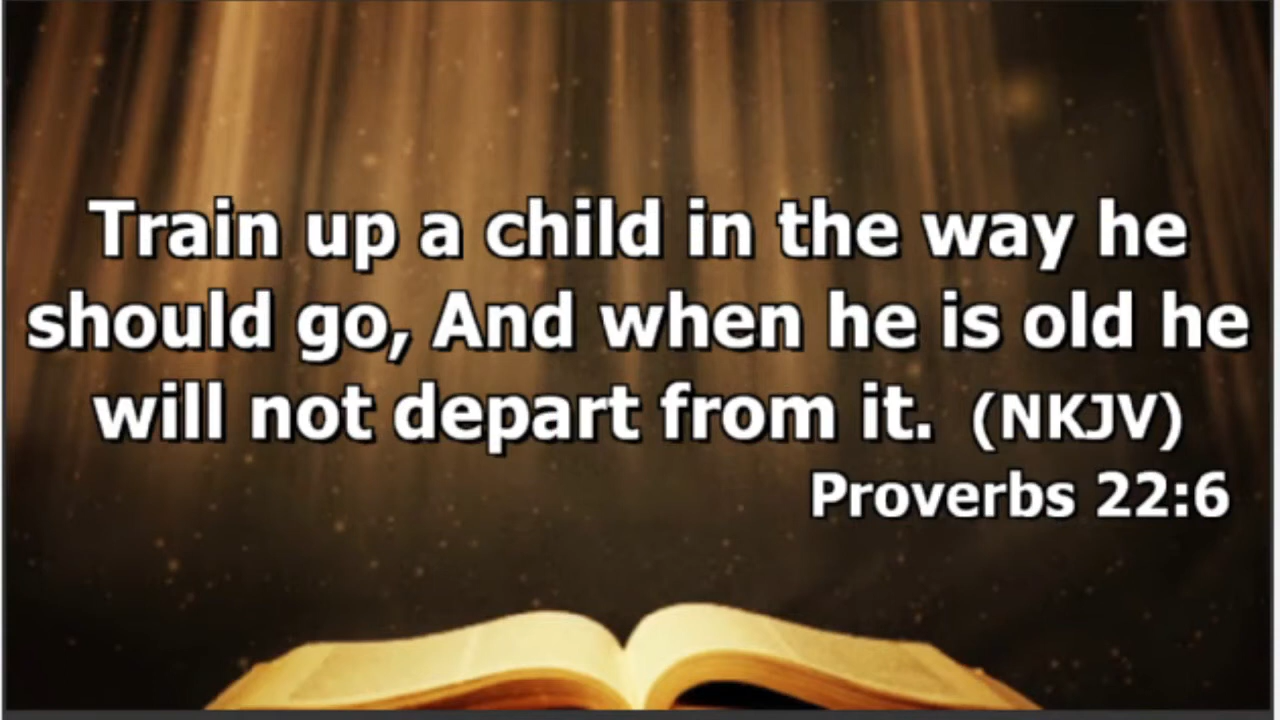 Train up a child in the way he
should go, And when he is old he
will not depart from it. (NKJV)
Proverbs 22:6